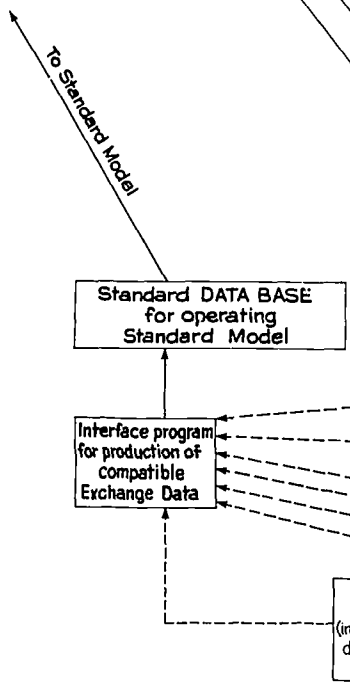 To Standard Model
Standard DATA BASE
for operating
Standard Model
Interface program
for production of
compatible
Exchange Data